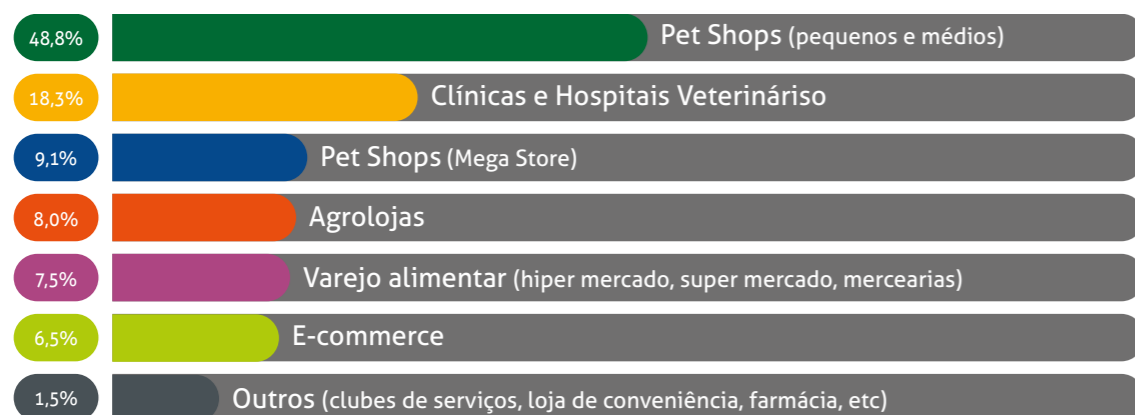 48,8% Pet Shops (pequenos e médios)
18,3% Clínicas e Hospitais Veterináriso
9,1% Pet Shops (Mega Store)
8,0% Agrolojas
7,5% Varejo alimentar (hiper mercado, super mercado, mercearias)
6,5% E-commerce
1,5% Outros (clubes de serviços, loja de conveniência, farmácia, etc)